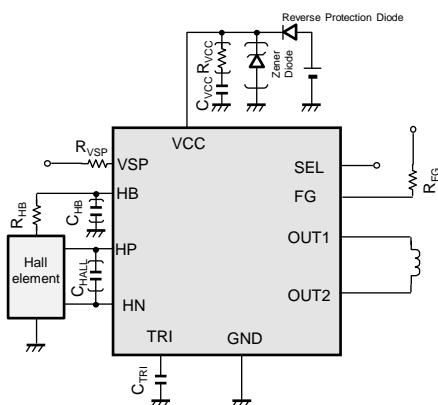 Reverse Protection Diode
RVCC
CVCC
Zener
Diode
RVSP
VCC
VSP
SEL
HB
FG
RFG
RHB
CHB
OUT1
Hall
element
HP
CHALL
HN
OUT2
TRI
GND
CTRI